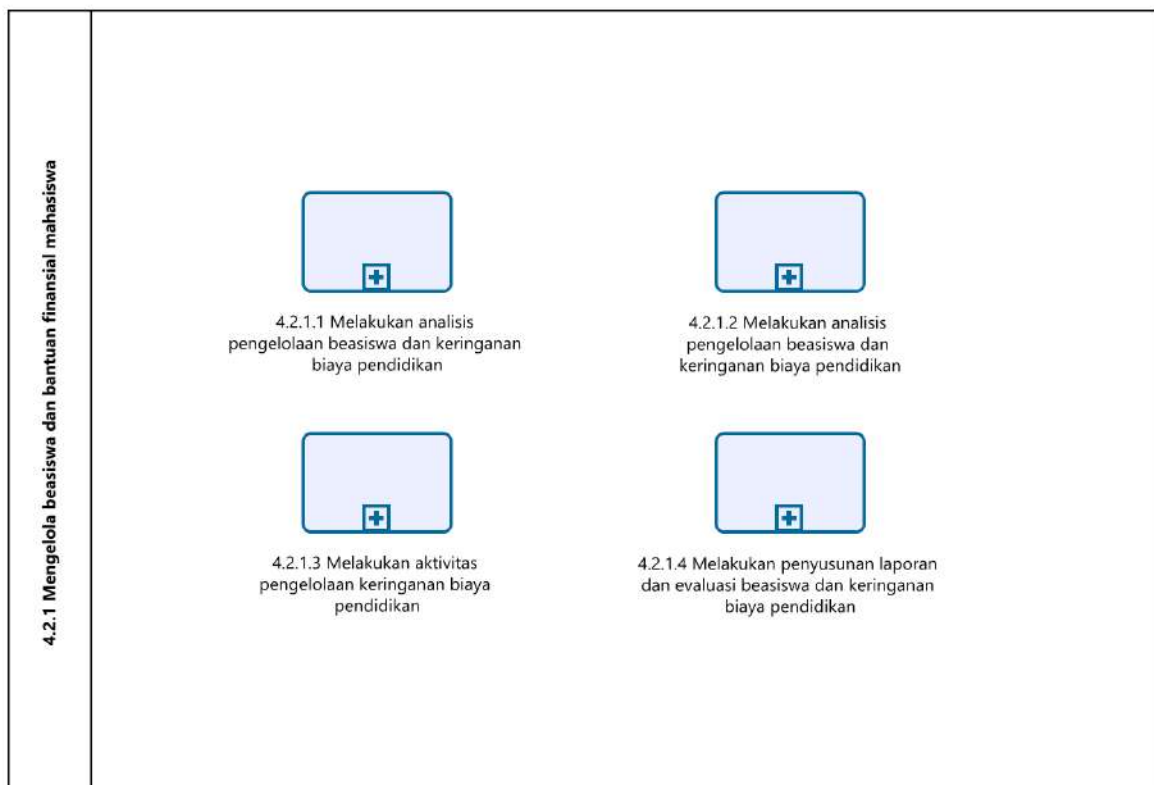 4.2.1 Mengelola beasiswa dan bantuan finansial mahasiswa
4.2.1.1 Melakukan analisis
pengelolaan beasiswa dan keringanan
biaya pendidikan
4.2.1.2 Melakukan analisis
pengelolaan beasiswa dan
keringanan biaya pendidikan
4.2.1.3 Melakukan aktivitas
pengelolaan keringanan biaya
pendidikan
4.2.1.4 Melakukan penyusunan laporan
dan evaluasi beasiswa dan keringanan
biaya pendidikan